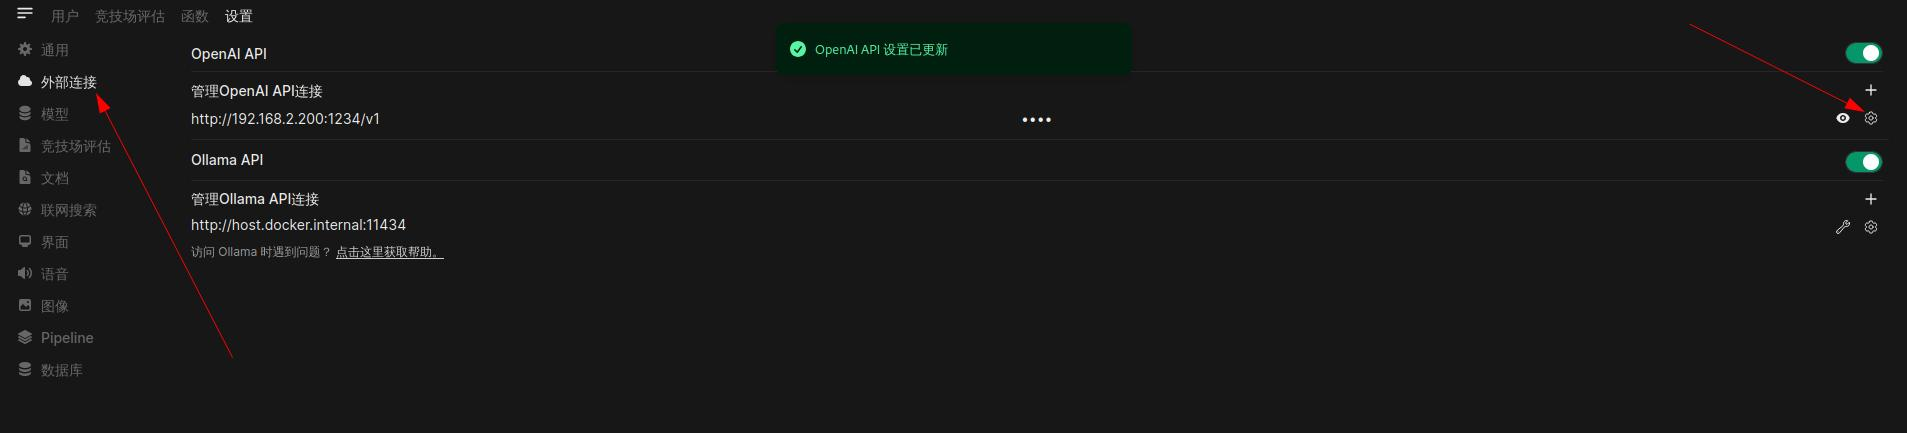 用户 竞技场评估 函数 设置
通用
外部连接
模型
竞技场评估
文档
联网搜索
界面
语音
图像
Pipeline
数据库
OpenAI API 设置已更新
OpenAI API
管理OpenAI API连接
http://192.168.2.200:1234/v1 ••••
Ollama API
管理Ollama API连接
http://host.docker.internal:11434
访问 Ollama 时遇到问题？ 点击这里获取帮助。